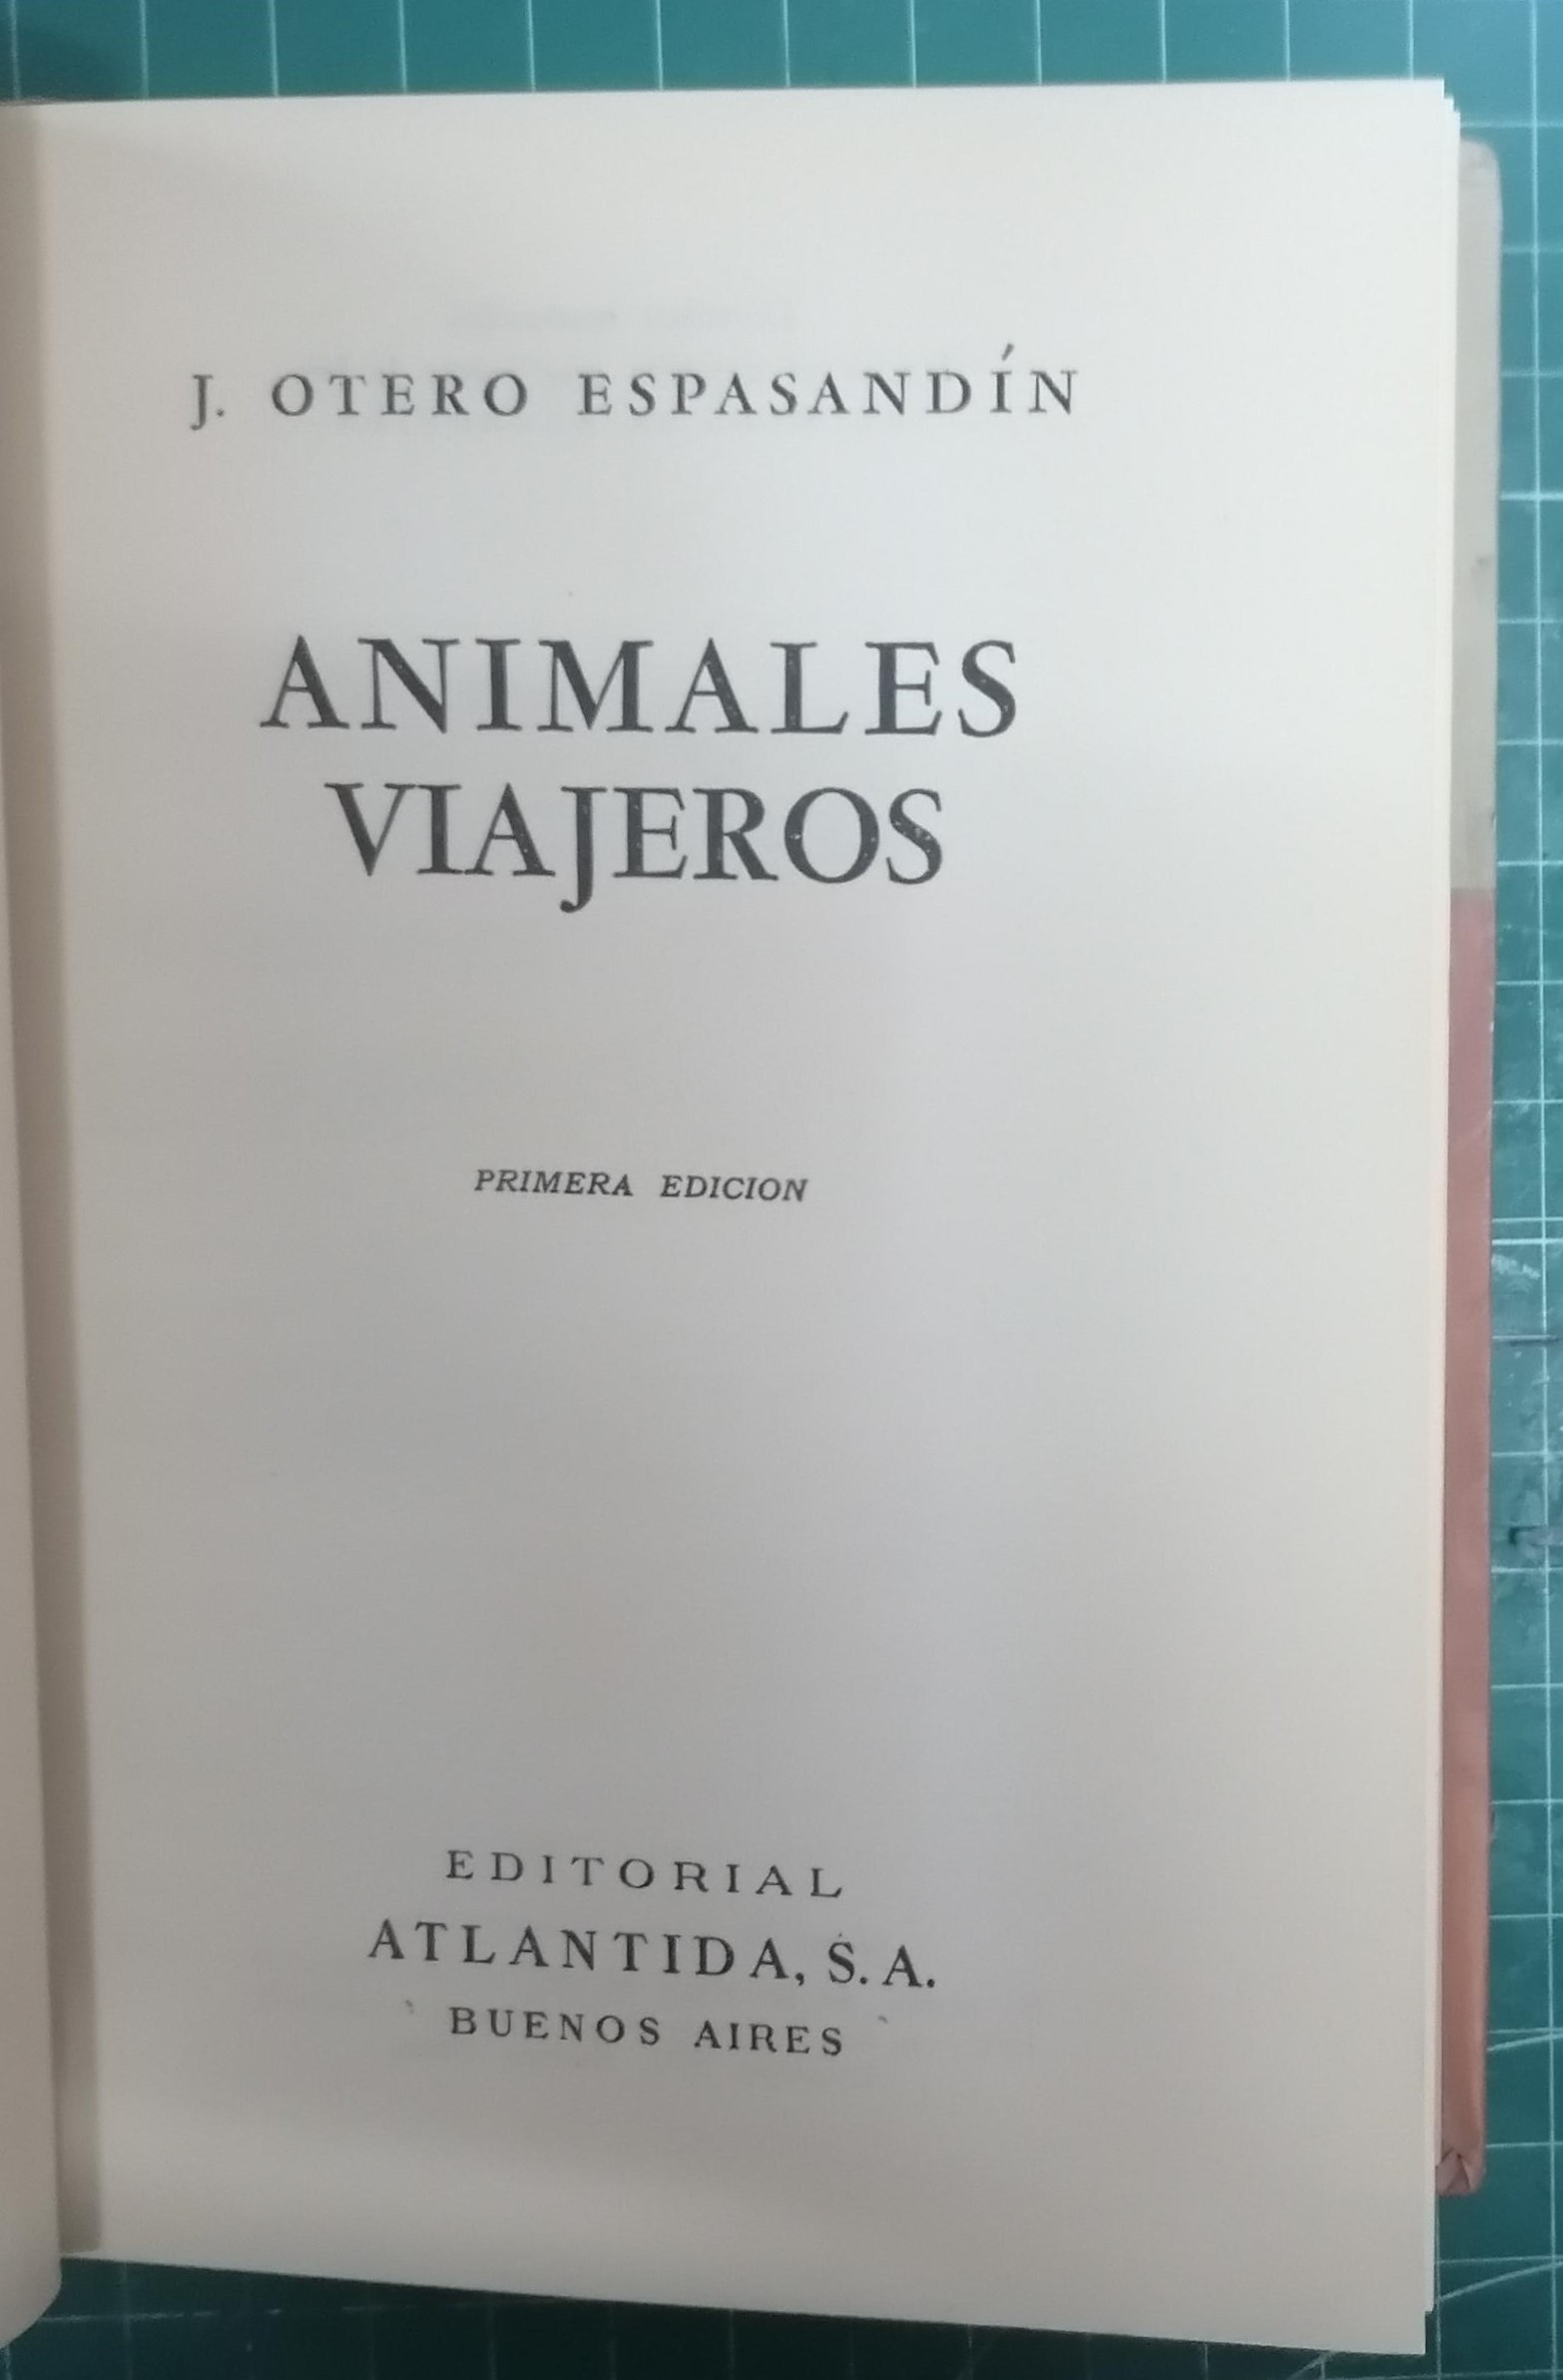 J. OTERO ESPASANDÍN
ANIMALES
VIAJEROS
PRIMERA EDICION
EDITORIAL
ATLANTIDA, S. A.
BUENOS AIRES